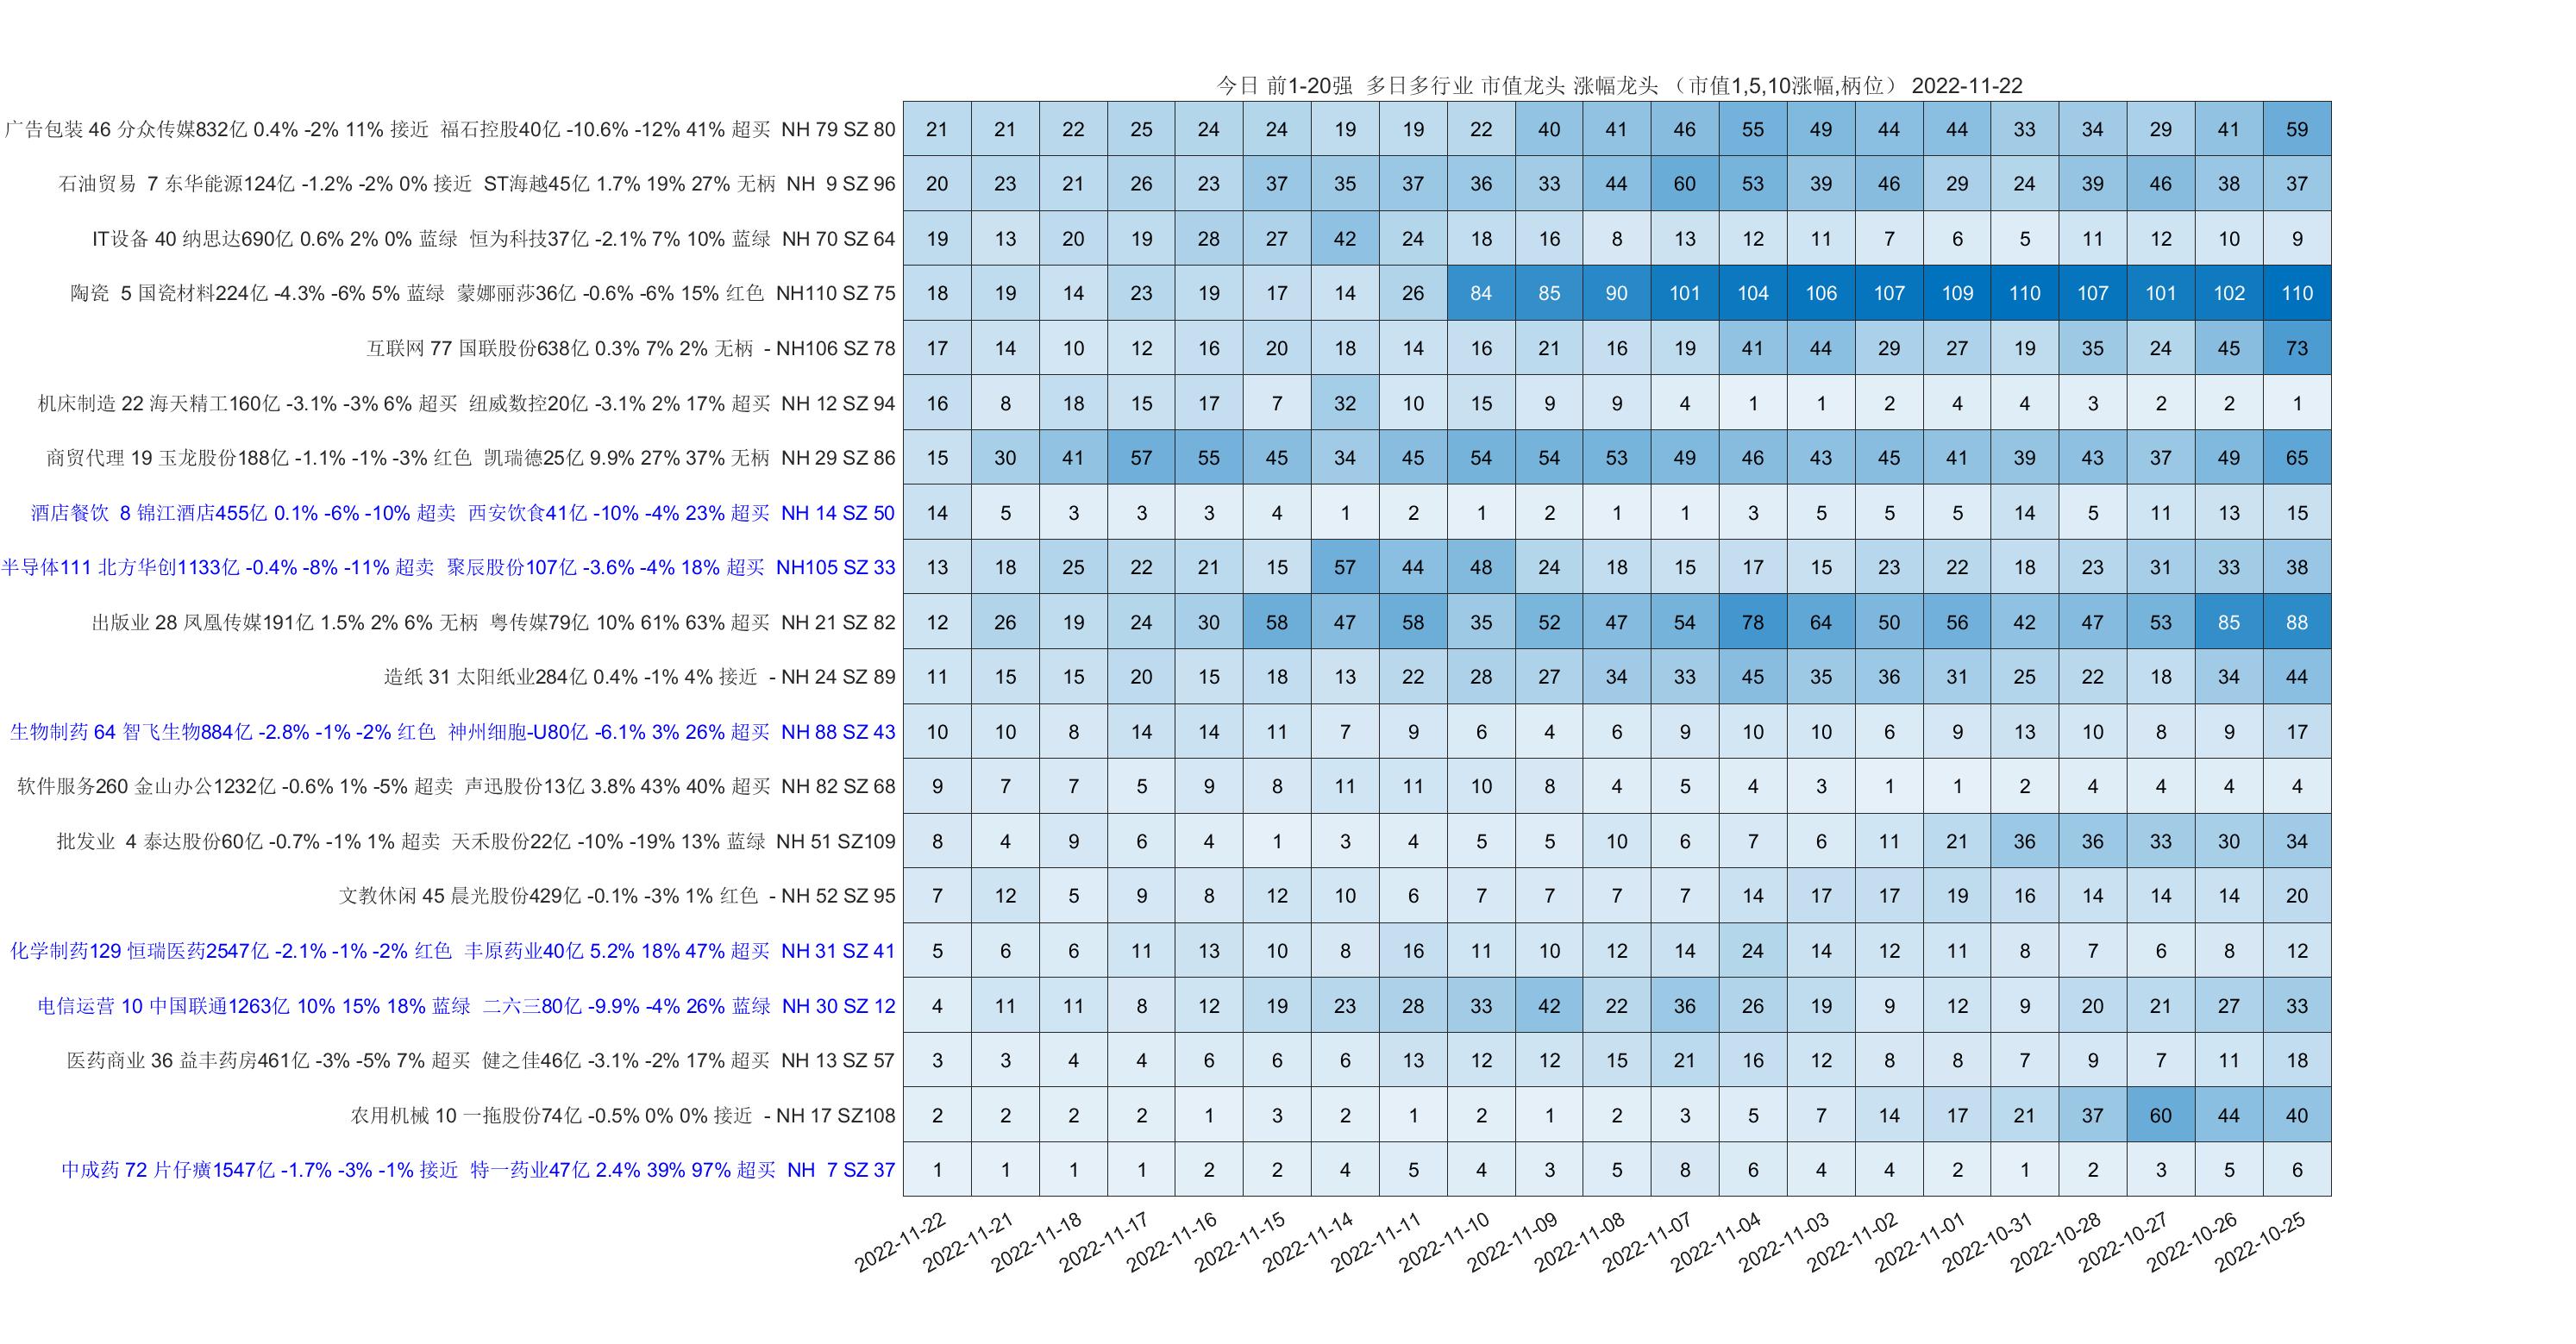 今日 前1-20强 多日多行业 市值龙头 涨幅龙头 （市值1,5,10涨幅,柄位） 2022-11-22
广告包装 46 分众传媒832亿 0.4% -2% 11% 接近 福石控股40亿 -10.6% -12% 41% 超买 NH 79 SZ 80 21 21 22 25 24 24 19 19 22 40 41 46 55 49 44 44 33 34 29 41 59
石油贸易 7 东华能源124亿 -1.2% -2% 0% 接近 ST海越45亿 1.7% 19% 27% 无柄 NH 9 SZ 96 20 23 21 26 23 37 35 37 36 33 44 60 53 39 46 29 24 39 46 38 37
IT设备 40 纳思达690亿 0.6% 2% 0% 蓝绿 恒为科技37亿 -2.1% 7% 10% 蓝绿 NH 70 SZ 64 19 13 20 19 28 27 42 24 18 16 8 13 12 11 7 6 5 11 12 10 9
陶瓷 5 国瓷材料224亿 -4.3% -6% 5% 蓝绿 蒙娜丽莎36亿 -0.6% -6% 15% 红色 NH110 SZ 75 18 19 14 23 19 17 14 26 84 85 90 101 104 106 107 109 110 107 101 102 110
互联网 77 国联股份638亿 0.3% 7% 2% 无柄 - NH106 SZ 78 17 14 10 12 16 20 18 14 16 21 16 19 41 44 29 27 19 35 24 45 73
机床制造 22 海天精工160亿 -3.1% -3% 6% 超买 纽威数控20亿 -3.1% 2% 17% 超买 NH 12 SZ 94 16 8 18 15 17 7 32 10 15 9 9 4 1 1 2 4 4 3 2 2 1
商贸代理 19 玉龙股份188亿 -1.1% -1% -3% 红色 凯瑞德25亿 9.9% 27% 37% 无柄 NH 29 SZ 86 15 30 41 57 55 45 34 45 54 54 53 49 46 43 45 41 39 43 37 49 65
酒店餐饮 8 锦江酒店455亿 0.1% -6% -10% 超卖 西安饮食41亿 -10% -4% 23% 超买 NH 14 SZ 50 14 5 3 3 3 4 1 2 1 2 1 1 3 5 5 5 14 5 11 13 15
半导体111 北方华创1133亿 -0.4% -8% -11% 超卖 聚辰股份107亿 -3.6% -4% 18% 超买 NH105 SZ 33 13 18 25 22 21 15 57 44 48 24 18 15 17 15 23 22 18 23 31 33 38
出版业 28 凤凰传媒191亿 1.5% 2% 6% 无柄 粤传媒79亿 10% 61% 63% 超买 NH 21 SZ 82 12 26 19 24 30 58 47 58 35 52 47 54 78 64 50 56 42 47 53 85 88
造纸 31 太阳纸业284亿 0.4% -1% 4% 接近 - NH 24 SZ 89 11 15 15 20 15 18 13 22 28 27 34 33 45 35 36 31 25 22 18 34 44
生物制药 64 智飞生物884亿 -2.8% -1% -2% 红色 神州细胞-U80亿 -6.1% 3% 26% 超买 NH 88 SZ 43 10 10 8 14 14 11 7 9 6 4 6 9 10 10 6 9 13 10 8 9 17
软件服务260 金山办公1232亿 -0.6% 1% -5% 超卖 声迅股份13亿 3.8% 43% 40% 超买 NH 82 SZ 68 9 7 7 5 9 8 11 11 10 8 4 5 4 3 1 1 2 4 4 4 4
批发业 4 泰达股份60亿 -0.7% -1% 1% 超卖 天禾股份22亿 -10% -19% 13% 蓝绿 NH 51 SZ109 8 4 9 6 4 1 3 4 5 5 10 6 7 6 11 21 36 36 33 30 34
文教休闲 45 晨光股份429亿 -0.1% -3% 1% 红色 - NH 52 SZ 95 7 12 5 9 8 12 10 6 7 7 7 7 14 17 17 19 16 14 14 14 20
化学制药129 恒瑞医药2547亿 -2.1% -1% -2% 红色 丰原药业40亿 5.2% 18% 47% 超买 NH 31 SZ 41 5 6 6 11 13 10 8 16 11 10 12 14 24 14 12 11 8 7 6 8 12
电信运营 10 中国联通1263亿 10% 15% 18% 蓝绿 二六三80亿 -9.9% -4% 26% 蓝绿 NH 30 SZ 12 4 11 11 8 12 19 23 28 33 42 22 36 26 19 9 12 9 20 21 27 33
医药商业 36 益丰药房461亿 -3% -5% 7% 超买 健之佳46亿 -3.1% -2% 17% 超买 NH 13 SZ 57 3 3 4 4 6 6 6 13 12 12 15 21 16 12 8 8 7 9 7 11 18
农用机械 10 一拖股份74亿 -0.5% 0% 0% 接近 - NH 17 SZ108 2 2 2 2 1 3 2 1 2 1 2 3 5 7 14 17 21 37 60 44 40
中成药 72 片仔癀1547亿 -1.7% -3% -1% 接近 特一药业47亿 2.4% 39% 97% 超买 NH 7 SZ 37 1 1 1 1 2 2 4 5 4 3 5 8 6 4 4 2 1 2 3 5 6
2022-11-22 2022-11-21 2022-11-18 2022-11-17 2022-11-16 2022-11-15 2022-11-14 2022-11-11 2022-11-10 2022-11-09 2022-11-08 2022-11-07 2022-11-04 2022-11-03 2022-11-02 2022-11-01 2022-10-31 2022-10-28 2022-10-27 2022-10-26 2022-10-25